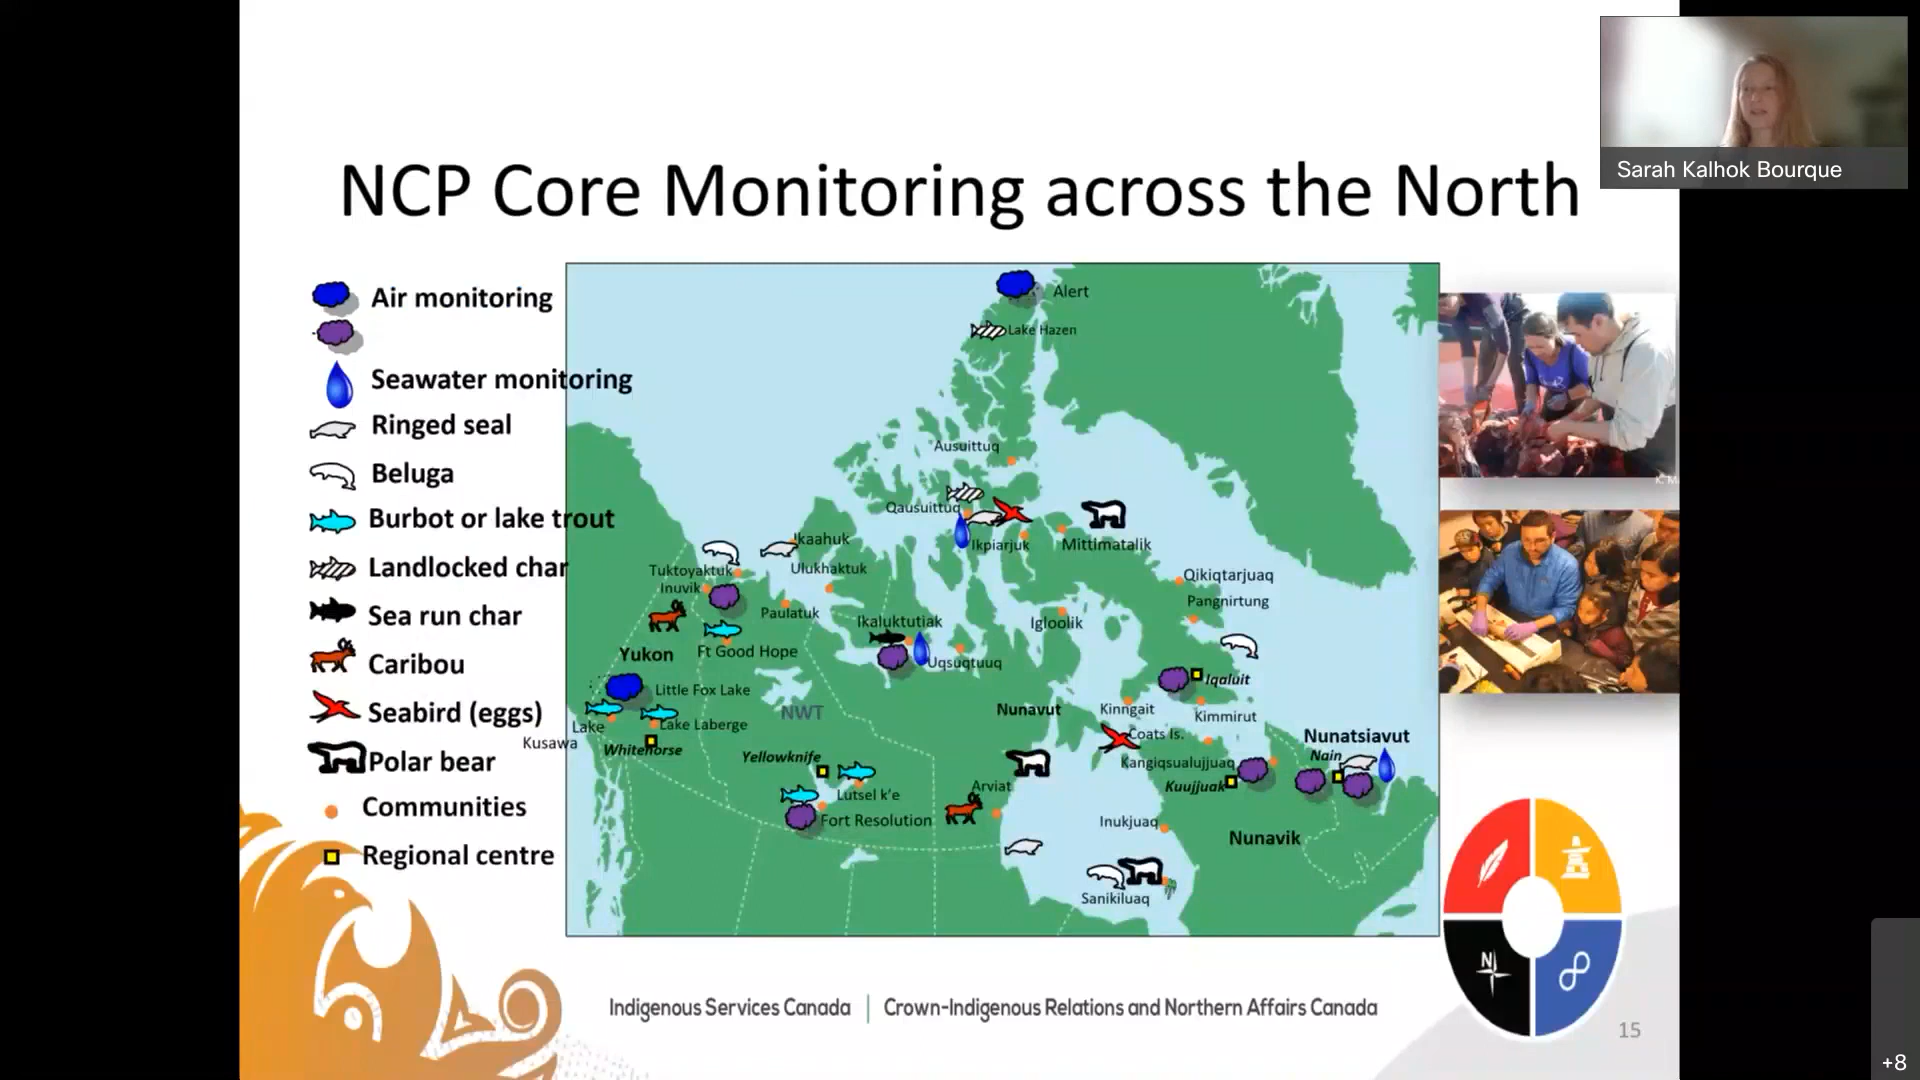 Sarah Kalhok Bourque
NCP Core Monitoring across the North
Air monitoring
Seawater monitoring
Ringed seal
Beluga
Burbot or lake trout
Landlocked char
Sea run char
Caribou
Seabird (eggs)
Polar bear
Communities
Regional centre
Alert
Lake Hazen
Ausuittuq
Qausuittuq
Ikpiarjuk
Mittimatalik
Ikaahuk
Ulukhaktuk
Tuktoyaktuk
Inuvik
Paulatuk
Qikiqtarjuaq
Pangnirtung
Ikaluktutiak
Igloolik
Yukon
Ft Good Hope
Uqsuqtuuq
Iqaluit
Little Fox Lake
NWT
Nunavut
Kinngait
Kimmirut
Lake
Kusawa
Lake Laberge
Whitehorse
Yellowknife
Coats Is.
Nunatsiavut
Nain
Kangiqsualujjuaq
Kuujjuak
Lutsel k'e
Arviat
Fort Resolution
Inukjuaq
Nunavik
Sanikiluaq
N
Indigenous Services Canada | Crown-Indigenous Relations and Northern Affairs Canada
15
+8